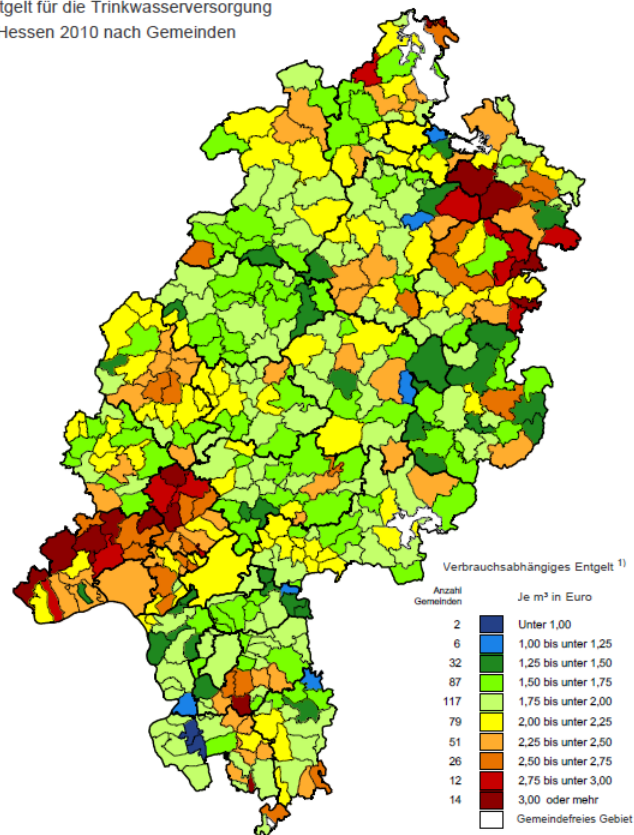 gelt für die Trinkwasserversorgung
Hessen 2010 nach Gemeinden
Verbrauchsabhängiges Entgelt 1)
Anzahl
Gemeinden
Je m³ in Euro
2 Unter 1,00
6 1,00 bis unter 1,25
32 1,25 bis unter 1,50
87 1,50 bis unter 1,75
117 1,75 bis unter 2,00
79 2,00 bis unter 2,25
51 2,25 bis unter 2,50
26 2,50 bis unter 2,75
12 2,75 bis unter 3,00
14 3,00 oder mehr
Gemeindefreies Gebiet